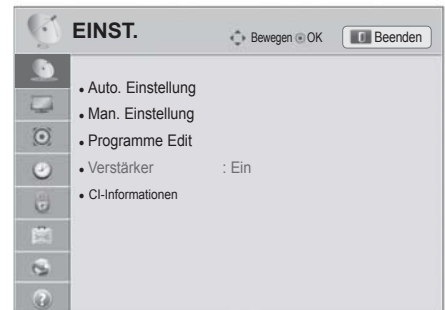 EINST. Bewegen OK Beenden
• Auto. Einstellung
• Man. Einstellung
• Programme Edit
• Verstärker : Ein
• CI-Informationen